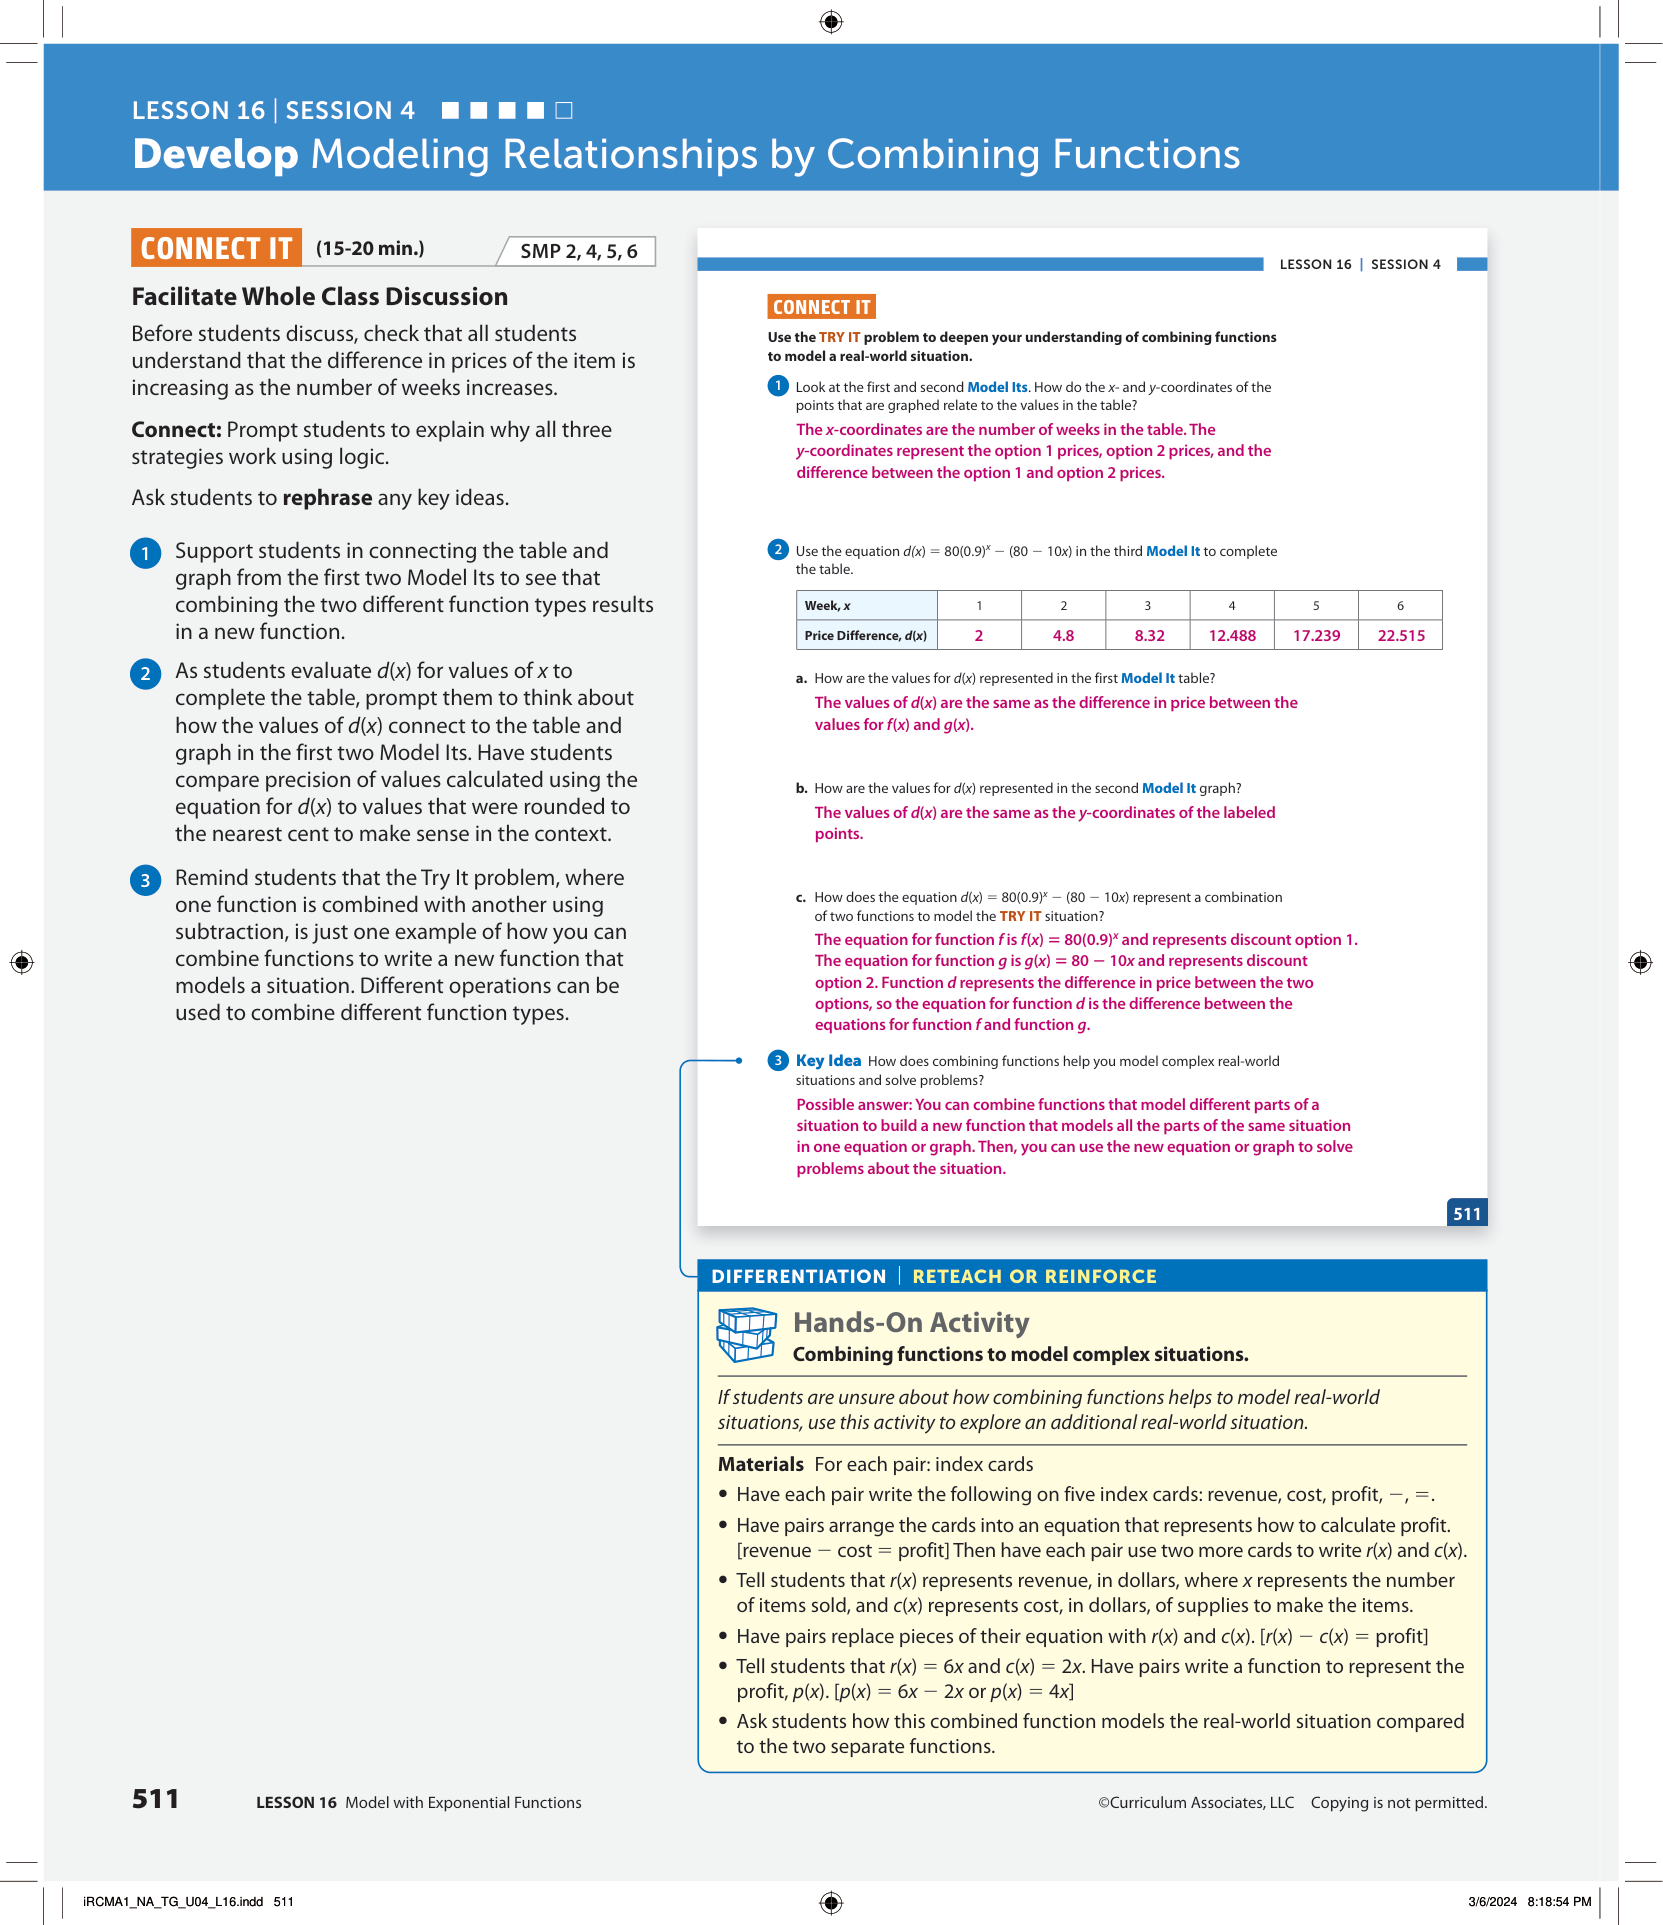 LESSON 16 | SESSION 4
Develop Modeling Relationships by Combining Functions
CONNECT IT (15-20 min.) SMP 2, 4, 5, 6
Facilitate Whole Class Discussion
Before students discuss, check that all students
understand that the difference in prices of the item is
increasing as the number of weeks increases.
Connect: Prompt students to explain why all three
strategies work using logic.
Ask students to rephrase any key ideas.
1 Support students in connecting the table and
graph from the first two Model Its to see that
combining the two different function types results
in a new function.
2 As students evaluate d(x) for values of x to
complete the table, prompt them to think about
how the values of d(x) connect to the table and
graph in the first two Model Its. Have students
compare precision of values calculated using the
equation for d(x) to values that were rounded to
the nearest cent to make sense in the context.
3 Remind students that the Try It problem, where
one function is combined with another using
subtraction, is just one example of how you can
combine functions to write a new function that
models a situation. Different operations can be
used to combine different function types.
LESSON 16 | SESSION 4
CONNECT IT
Use the TRY IT problem to deepen your understanding of combining functions
to model a real-world situation.
1 Look at the first and second Model Its. How do the x- and y-coordinates of the
points that are graphed relate to the values in the table?
The x-coordinates are the number of weeks in the table. The
y-coordinates represent the option 1 prices, option 2 prices, and the
difference between the option 1 and option 2 prices.
2 Use the equation d(x) = 80(0.9)ˣ − (80 − 10x) in the third Model It to complete
the table.
Week, x 1 2 3 4 5 6
Price Difference, d(x) 2 4.8 8.32 12.488 17.239 22.515
a. How are the values for d(x) represented in the first Model It table?
The values of d(x) are the same as the difference in price between the
values for f(x) and g(x).
b. How are the values for d(x) represented in the second Model It graph?
The values of d(x) are the same as the y-coordinates of the labeled
points.
c. How does the equation d(x) = 80(0.9)ˣ − (80 − 10x) represent a combination
of two functions to model the TRY IT situation?
The equation for function f is f(x) = 80(0.9)ˣ and represents discount option 1.
The equation for function g is g(x) = 80 − 10x and represents discount
option 2. Function d represents the difference in price between the two
options, so the equation for function d is the difference between the
equations for function f and function g.
3 Key Idea How does combining functions help you model complex real-world
situations and solve problems?
Possible answer: You can combine functions that model different parts of a
situation to build a new function that models all the parts of the same situation
in one equation or graph. Then, you can use the new equation or graph to solve
problems about the situation.
511
DIFFERENTIATION | RETEACH OR REINFORCE
Hands-On Activity
Combining functions to model complex situations.
If students are unsure about how combining functions helps to model real-world
situations, use this activity to explore an additional real-world situation.
Materials For each pair: index cards
• Have each pair write the following on five index cards: revenue, cost, profit, −, =.
• Have pairs arrange the cards into an equation that represents how to calculate profit.
[revenue − cost = profit] Then have each pair use two more cards to write r(x) and c(x).
• Tell students that r(x) represents revenue, in dollars, where x represents the number
of items sold, and c(x) represents cost, in dollars, of supplies to make the items.
• Have pairs replace pieces of their equation with r(x) and c(x). [r(x) − c(x) = profit]
• Tell students that r(x) = 6x and c(x) = 2x. Have pairs write a function to represent the
profit, p(x). [p(x) = 6x − 2x or p(x) = 4x]
• Ask students how this combined function models the real-world situation compared
to the two separate functions.
511 LESSON 16 Model with Exponential Functions ©Curriculum Associates, LLC Copying is not permitted.
iRCMA1_NA_TG_U04_L16.indd 511 3/6/2024 8:18:54 PM